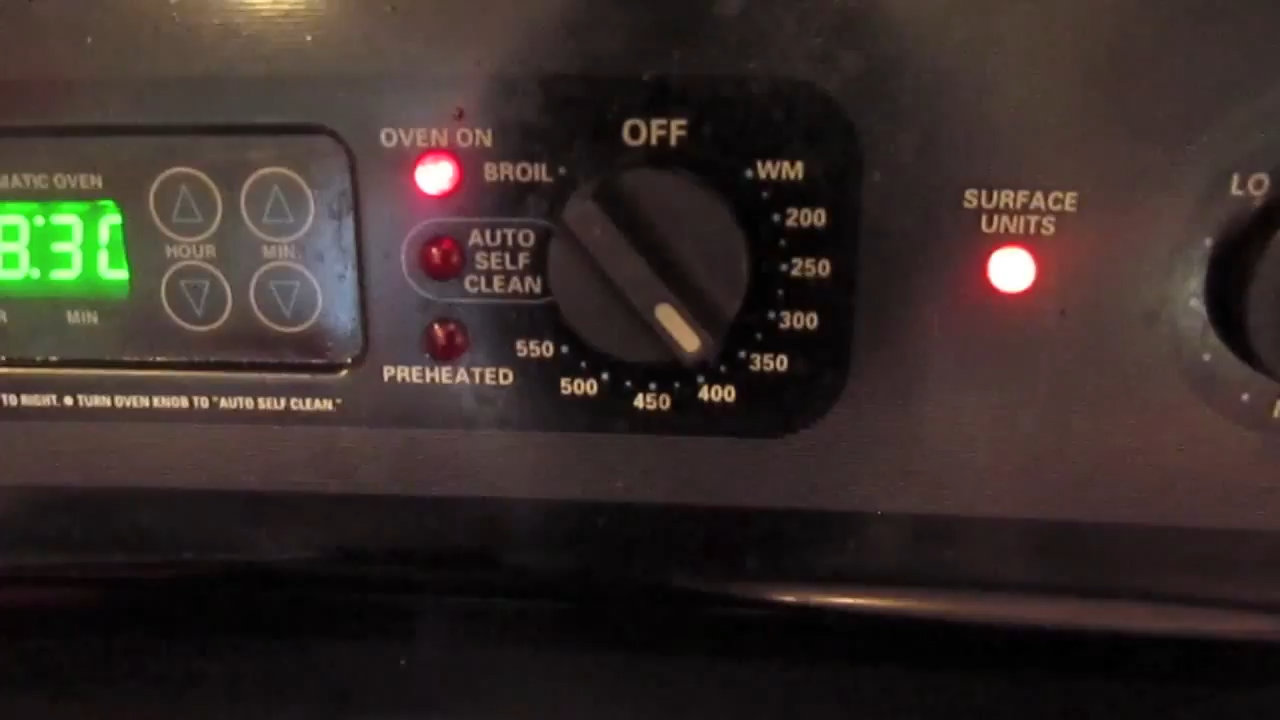 OVEN ON
OFF
BROIL
WM
MATIC OVEN
200
LO
SURFACE
UNITS
AUTO
SELF
CLEAN
8:30
HOUR
MIN.
250
300
MIN
550
350
PREHEATED
500
450
400
TO RIGHT. ● TURN OVEN KNOB TO "AUTO SELF CLEAN."